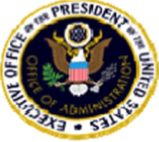 EXECUTIVE OFFICE OF THE PRESIDENT OF THE UNITED STATES
OFFICE OF ADMINISTRATION